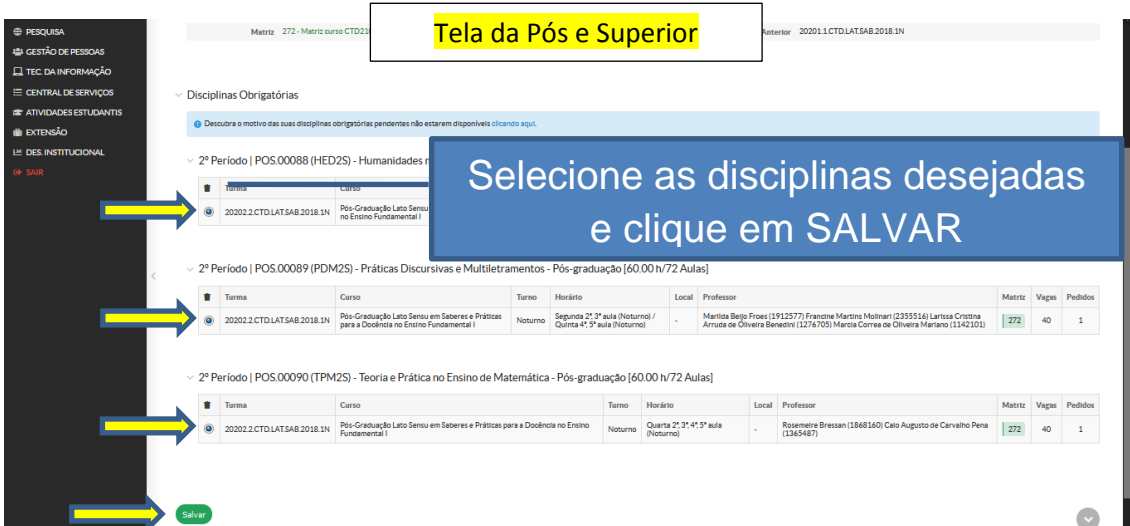 Tela da Pós e Superior
PESQUISA
GESTÃO DE PESSOAS
TEC. DA INFORMAÇÃO
CENTRAL DE SERVIÇOS
ATIVIDADES ESTUDANTIS
EXTENSÃO
DES. INSTITUCIONAL
SAIR
Matriz 272 - Matriz curso CTD21 Anterior 20201.1.CTD.LAT.SAB.2018.1N
Disciplinas Obrigatórias
Descubra o motivo das suas disciplinas obrigatórias pendentes não estarem disponíveis clicando aqui.
2º Período | POS.00088 (HED2S) - Humanidades
Selecione as disciplinas desejadas
e clique em SALVAR
Turma Curso
20202.2.CTD.LAT.SAB.2018.1N Pós-Graduação Lato Sensu
no Ensino Fundamental I
2º Período | POS.00089 (PDM2S) - Práticas Discursivas e Multiletramentos - Pós-graduação [60.00 h/72 Aulas]
Turma Curso Turno Horário Local Professor Matriz Vagas Pedidos
20202.2.CTD.LAT.SAB.2018.1N Pós-Graduação Lato Sensu em Saberes e Práticas Noturno Segunda 2ª, 3ª aula (Noturno) / - Marilda Beijo Froes (1912577) Francine Martins Molinari (2355516) Larissa Cristina 272 40 1
para a Docência no Ensino Fundamental I Quinta 4ª, 5ª aula (Noturno) Arruda de Oliveira Benedini (1276705) Marcia Correa de Oliveira Mariano (1142101)
2º Período | POS.00090 (TPM2S) - Teoria e Prática no Ensino de Matemática - Pós-graduação [60.00 h/72 Aulas]
Turma Curso Turno Horário Local Professor Matriz Vagas Pedidos
20202.2.CTD.LAT.SAB.2018.1N Pós-Graduação Lato Sensu em Saberes e Práticas para a Docência no Ensino Noturno Quarta 2ª, 3ª, 4ª, 5ª aula - Rosemeire Bressan (1868160) Caio Augusto de Carvalho Pena 272 40 1
Fundamental I (Noturno) (1365487)
Salvar